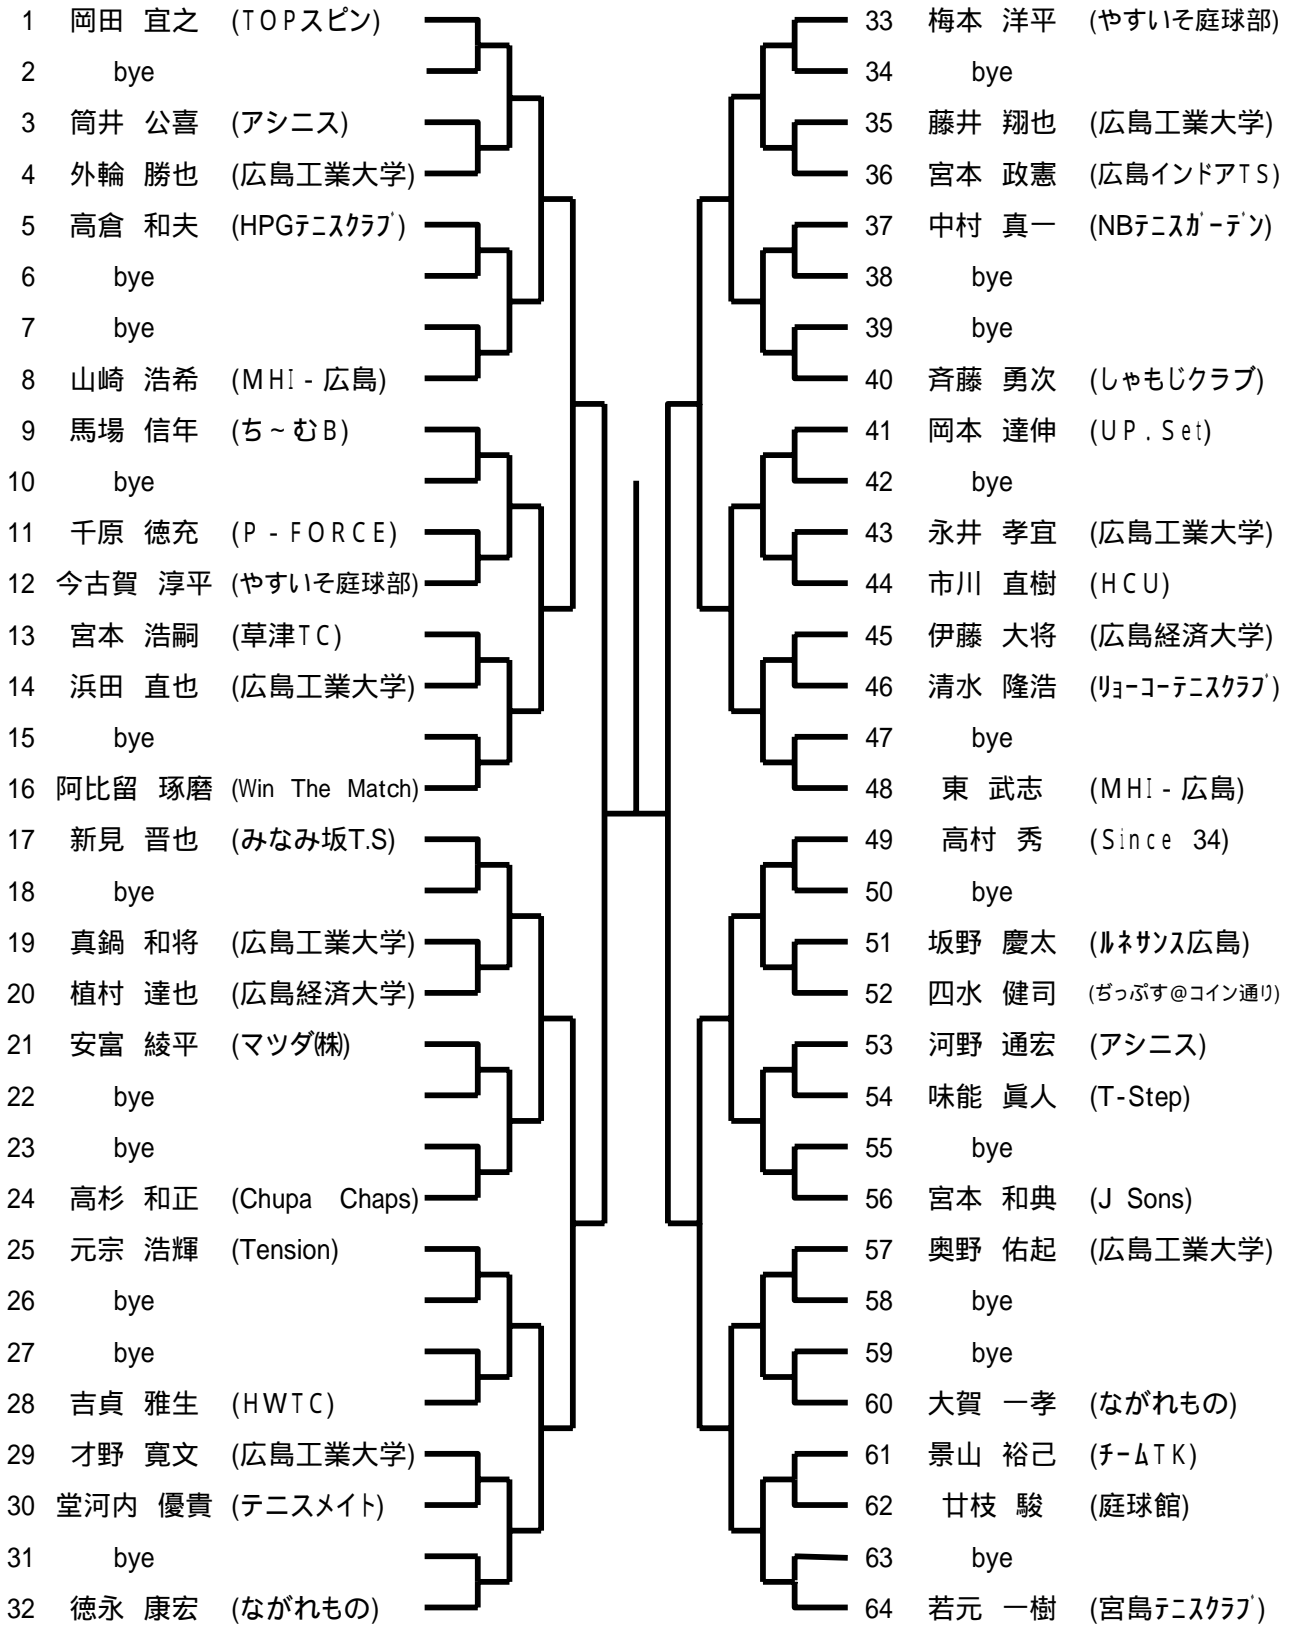 1 岡田 宜之 (TOPスピン)
2 bye
3 筒井 公喜 (アシニス)
4 外輪 勝也 (広島工業大学)
5 高倉 和夫 (HPGﾃﾆｽｸﾗﾌﾞ)
6 bye
7 bye
8 山崎 浩希 (MHI - 広島)
9 馬場 信年 (ち~むB)
10 bye
11 千原 徳充 (P - FORCE)
12 今古賀 淳平 (やすいそ庭球部)
13 宮本 浩嗣 (草津TC)
14 浜田 直也 (広島工業大学)
15 bye
16 阿比留 琢磨 (Win The Match)
17 新見 晋也 (みなみ坂T.S)
18 bye
19 真鍋 和将 (広島工業大学)
20 植村 達也 (広島経済大学)
21 安富 綾平 (マツダ㈱)
22 bye
23 bye
24 高杉 和正 (Chupa Chaps)
25 元宗 浩輝 (Tension)
26 bye
27 bye
28 吉貞 雅生 (HWTC)
29 才野 寛文 (広島工業大学)
30 堂河内 優貴 (テニスメイト)
31 bye
32 徳永 康宏 (ながれもの)
33 梅本 洋平 (やすいそ庭球部)
34 bye
35 藤井 翔也 (広島工業大学)
36 宮本 政憲 (広島インドアTS)
37 中村 真一 (NBﾃﾆｽｶﾞｰﾃﾞﾝ)
38 bye
39 bye
40 斉藤 勇次 (しゃもじクラブ)
41 岡本 達伸 (UP. Set)
42 bye
43 永井 孝宜 (広島工業大学)
44 市川 直樹 (HCU)
45 伊藤 大将 (広島経済大学)
46 清水 隆浩 (ﾘｮｰｺｰﾃﾆｽｸﾗﾌﾞ)
47 bye
48 東 武志 (MHI - 広島)
49 高村 秀 (Since 34)
50 bye
51 坂野 慶太 (ﾙﾈｻﾝｽ広島)
52 四水 健司 (ぢっぷす@コイン通り)
53 河野 通宏 (アシニス)
54 味能 眞人 (T-Step)
55 bye
56 宮本 和典 (J Sons)
57 奥野 佑起 (広島工業大学)
58 bye
59 bye
60 大賀 一孝 (ながれもの)
61 景山 裕己 (ﾁｰﾑTK)
62 廿枝 駿 (庭球館)
63 bye
64 若元 一樹 (宮島ﾃﾆｽｸﾗﾌﾞ)